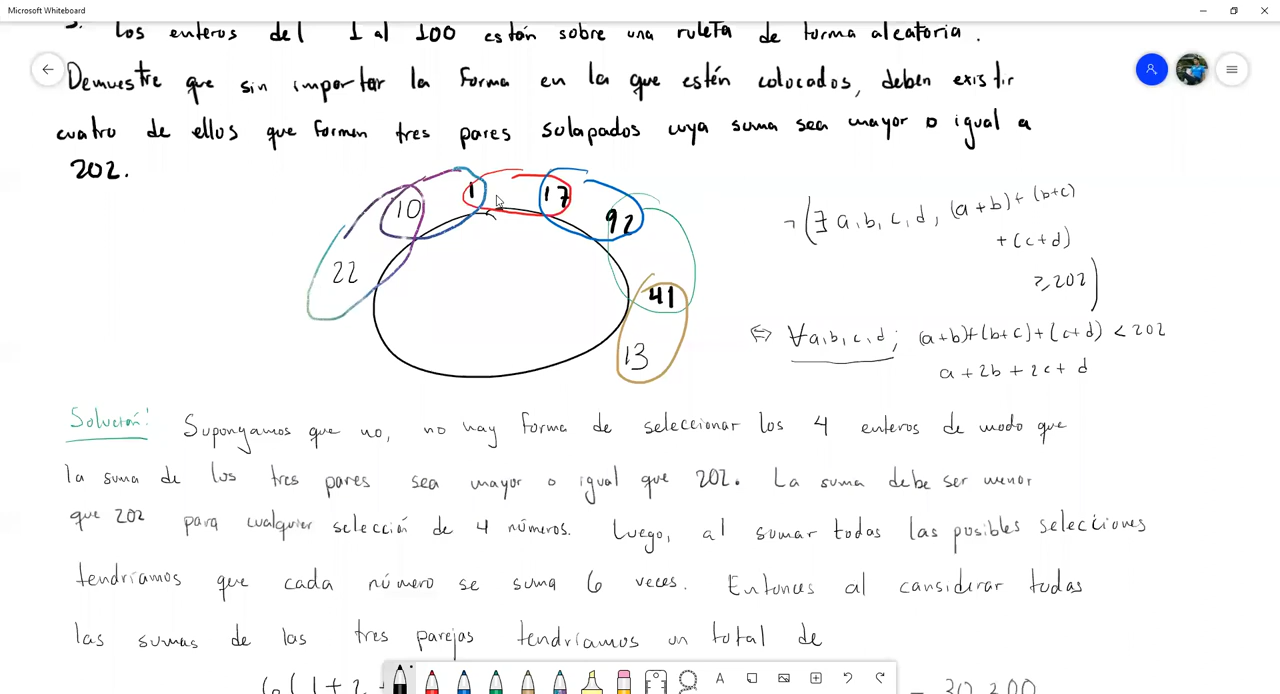 Microsoft Whiteboard
Los enteros del 1 al 100 están sobre una ruleta de forma aleatoria.
Demuestre que sin importar la forma en la que estén colocados, deben existir
cuatro de ellos que formen tres pares solapados cuya suma sea mayor o igual a
202.
1 17
10 92
22 41
13
¬(∃ a,b,c,d, (a+b)+(b+c)
+(c+d)
≥202)
⇔ ∀a,b,c,d; (a+b)+(b+c)+(c+d) < 202
a+2b+2c+d
Solución: Supongamos que no, no hay forma de seleccionar los 4 enteros de modo que
la suma de los tres pares sea mayor o igual que 202. La suma debe ser menor
que 202 para cualquier selección de 4 números. Luego, al sumar todas las posibles selecciones
tendríamos que cada número se suma 6 veces. Entonces al considerar todas
las sumas de las tres parejas tendríamos un total de
6(1+2+
= 30,300